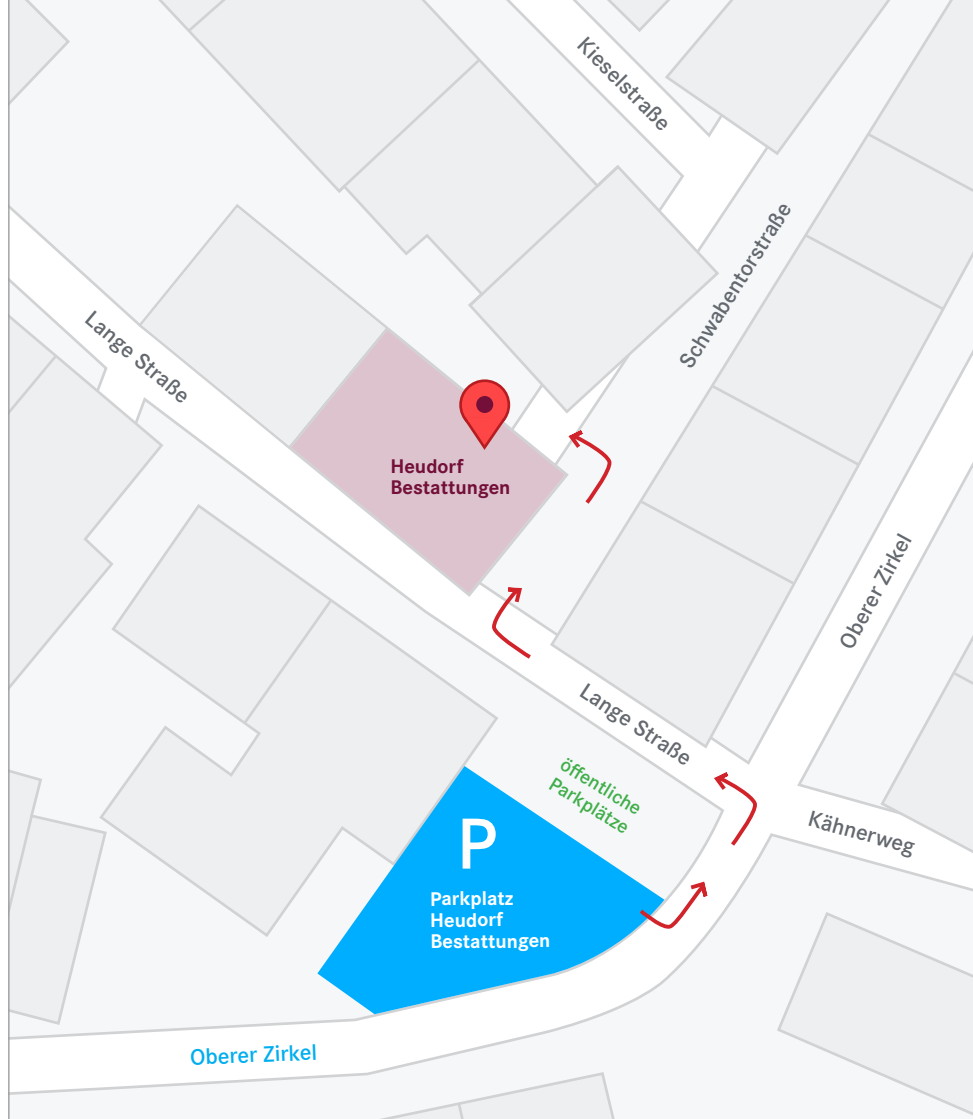 Kieselstraße
Schwabentorstraße
Lange Straße
Heudorf
Bestattungen
Oberer Zirkel
Lange Straße
öffentliche
Parkplätze
Kähnerweg
P
Parkplatz
Heudorf
Bestattungen
Oberer Zirkel